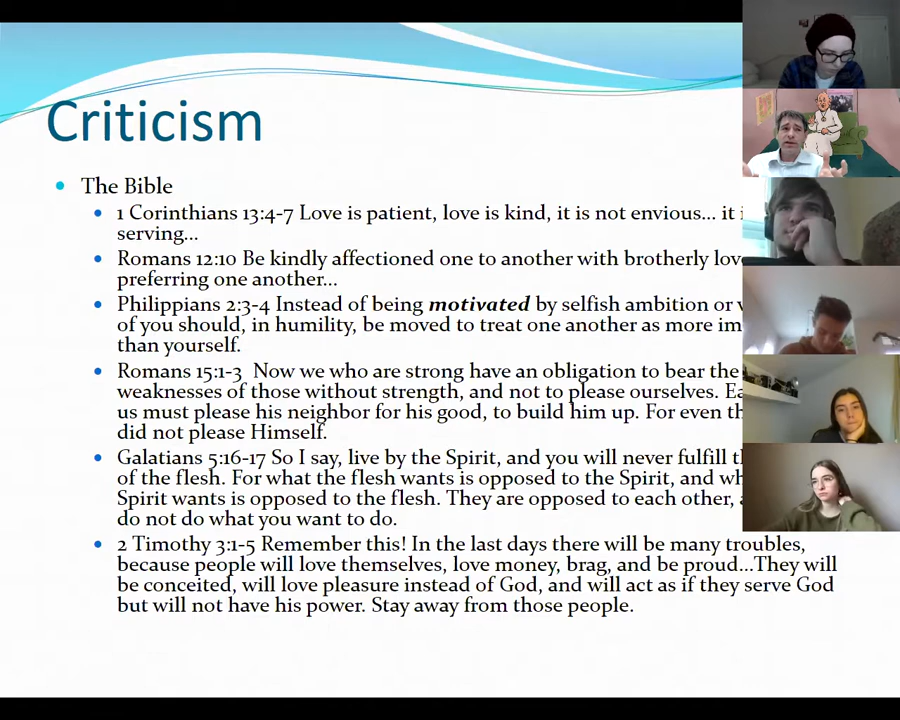 Criticism
The Bible
1 Corinthians 13:4-7 Love is patient, love is kind, it is not envious… it
serving…
Romans 12:10 Be kindly affectioned one to another with brotherly
preferring one another…
Philippians 2:3-4 Instead of being motivated by selfish ambition or
of you should, in humility, be moved to treat one another as more
than yourself.
Romans 15:1-3 Now we who are strong have an obligation to bear the
weaknesses of those without strength, and not to please ourselves.
us must please his neighbor for his good, to build him up. For even
did not please Himself.
Galatians 5:16-17 So I say, live by the Spirit, and you will never fulfill
of the flesh. For what the flesh wants is opposed to the Spirit, and
Spirit wants is opposed to the flesh. They are opposed to each other,
do not do what you want to do.
2 Timothy 3:1-5 Remember this! In the last days there will be many troubles,
because people will love themselves, love money, brag, and be proud…They will
be conceited, will love pleasure instead of God, and will act as if they serve God
but will not have his power. Stay away from those people.